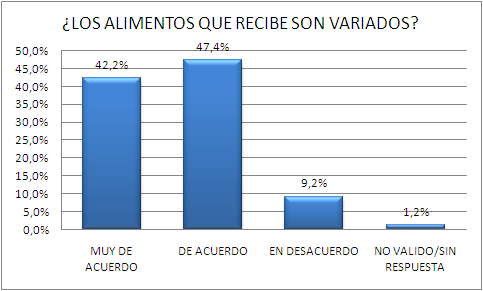 ¿LOS ALIMENTOS QUE RECIBE SON VARIADOS?
50,0%
45,0%
40,0%
35,0%
30,0%
25,0%
20,0%
15,0%
10,0%
5,0%
0,0%
42,2%
47,4%
9,2%
1,2%
MUY DE
ACUERDO
DE ACUERDO
EN DESACUERDO
NO VALIDO/SIN
RESPUESTA